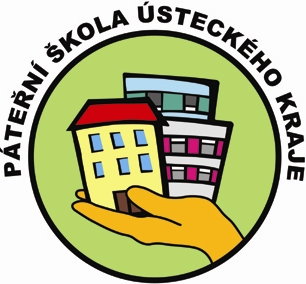 PÁTEŘNÍ ŠKOLA ÚSTECKÉHO KRAJE